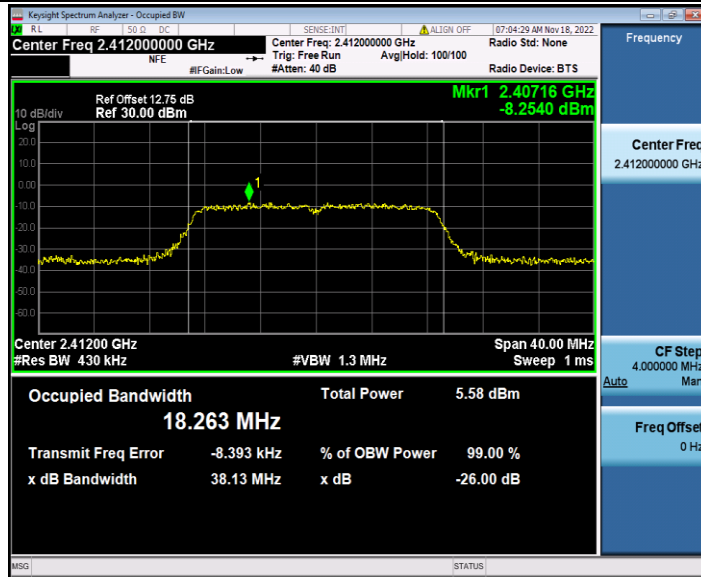 Keysight Spectrum Analyzer - Occupied BW
RL RF 50 Ω DC SENSE:INT ALIGN OFF 07:04:29 AM Nov 18, 2022
Center Freq 2.412000000 GHz
NFE
#IFGain:Low
Center Freq: 2.412000000 GHz
Trig: Free Run Avg|Hold: 100/100
#Atten: 40 dB
Radio Std: None
Radio Device: BTS
Mkr1 2.40716 GHz
-8.2540 dBm
Ref Offset 12.75 dB
10 dB/div Ref 30.00 dBm
Log
20.0
10.0
0.00
-10.0
-20.0
-30.0
-40.0
-50.0
-60.0
1
Center 2.41200 GHz Span 40.00 MHz
#Res BW 430 kHz #VBW 1.3 MHz Sweep 1 ms
Occupied Bandwidth Total Power 5.58 dBm
18.263 MHz
Transmit Freq Error -8.393 kHz % of OBW Power 99.00 %
x dB Bandwidth 38.13 MHz x dB -26.00 dB
MSG STATUS
Frequency
Center Freq
2.412000000 GHz
CF Step
4.000000 MHz
Auto Man
Freq Offset
0 Hz